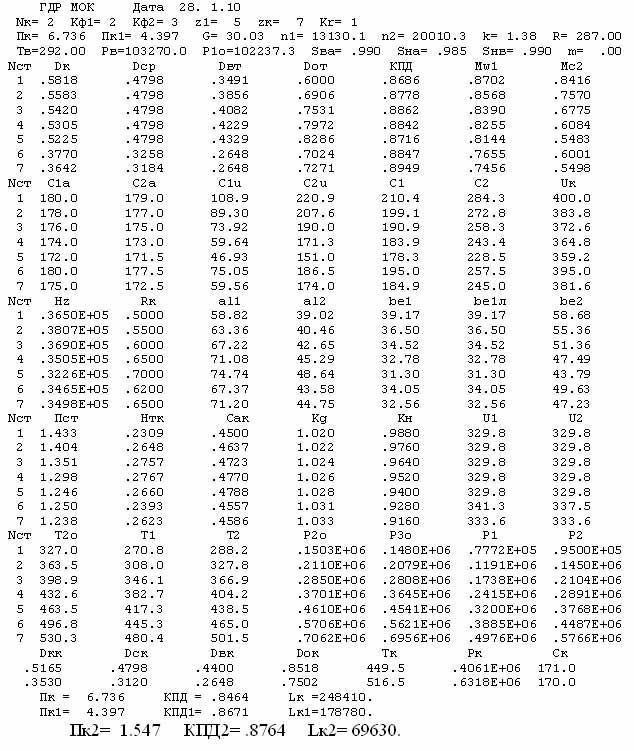 ГДР МОК Дата 28. 1.10
Nк= 2 Кф1= 2 Кф2= 3 z1= 5 zк= 7 Кr= 1
Пк= 6.736 Пк1= 4.397 G= 30.03 n1= 13130.1 n2= 20010.3 k= 1.38 R= 287.00
Тв=292.00 Рв=103270.0 Р1о=102237.3 Sва= .990 Sна= .985 Sнв= .990 m= .00
Nст Dк Dср Dвт Dот КПД Мw1 Мс2
1 .5818 .4798 .3491 .6000 .8686 .8702 .8416
2 .5583 .4798 .3856 .6906 .8778 .8568 .7570
3 .5420 .4798 .4082 .7531 .8862 .8390 .6775
4 .5305 .4798 .4229 .7972 .8842 .8255 .6084
5 .5225 .4798 .4329 .8286 .8716 .8144 .5483
6 .3770 .3258 .2648 .7024 .8847 .7655 .6001
7 .3642 .3184 .2648 .7271 .8949 .7456 .5498
Nст C1a C2a C1u C2u C1 C2 Uк
1 180.0 179.0 108.9 220.9 210.4 284.3 400.0
2 178.0 177.0 89.30 207.6 199.1 272.8 383.8
3 176.0 175.0 73.92 190.0 190.9 258.3 372.6
4 174.0 173.0 59.64 171.3 183.9 243.4 364.8
5 172.0 171.5 46.93 151.0 178.3 228.5 359.2
6 180.0 177.5 75.05 186.5 195.0 257.5 395.0
7 175.0 172.5 59.56 174.0 184.9 245.0 381.6
Nст Hz Rк al1 al2 be1 be1л be2
1 .3650E+05 .5000 58.82 39.02 39.17 39.17 58.68
2 .3807E+05 .5500 63.36 40.46 36.50 36.50 55.36
3 .3690E+05 .6000 67.22 42.65 34.52 34.52 51.36
4 .3505E+05 .6500 71.08 45.29 32.78 32.78 47.49
5 .3226E+05 .7000 74.74 48.64 31.30 31.30 43.79
6 .3465E+05 .6200 67.37 43.58 34.05 34.05 49.63
7 .3498E+05 .6500 71.20 44.75 32.56 32.56 47.23
Nст Пст Нтк Сак Kg Кн U1 U2
1 1.433 .2309 .4500 1.020 .9880 329.8 329.8
2 1.404 .2648 .4637 1.022 .9760 329.8 329.8
3 1.351 .2757 .4723 1.024 .9640 329.8 329.8
4 1.298 .2767 .4770 1.026 .9520 329.8 329.8
5 1.246 .2660 .4788 1.028 .9400 329.8 329.8
6 1.250 .2393 .4557 1.031 .9280 341.3 337.5
7 1.238 .2623 .4586 1.033 .9160 333.6 333.6
Nст T2о T1 T2 P2о P3о P1 P2
1 327.0 270.8 288.2 .1503E+06 .1480E+06 .7772E+05 .9500E+05
2 363.5 308.0 327.8 .2110E+06 .2079E+06 .1191E+06 .1450E+06
3 398.9 346.1 366.9 .2850E+06 .2808E+06 .1738E+06 .2104E+06
4 432.6 382.7 404.2 .3701E+06 .3645E+06 .2415E+06 .2891E+06
5 463.5 417.3 438.5 .4610E+06 .4541E+06 .3200E+06 .3768E+06
6 496.8 445.3 465.0 .5706E+06 .5621E+06 .3885E+06 .4487E+06
7 530.3 480.4 501.5 .7062E+06 .6956E+06 .4976E+06 .5766E+06
Dкк Dск Dвк Dок Тк Рк Ск
.5165 .4798 .4400 .8518 449.5 .4061E+06 171.0
.3530 .3120 .2648 .7502 516.5 .6318E+06 170.0
Пк = 6.736 КПД = .8464 Lк =248410.
Пк1= 4.397 КПД1= .8671 Lк1=178780.
Пк2= 1.547 КПД2= .8764 Lк2= 69630.